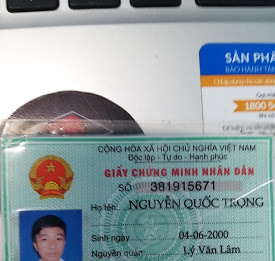 SẢN PHẨ
BẢO HÀNH TẬN
1800 5
CỘNG HÒA XÃ HỘI CHỦ NGHĨA VIỆT NAM
Độc lập - Tự do - Hạnh phúc
GIẤY CHỨNG MINH NHÂN DÂN
SỐ 381915671
Họ tên NGUYỄN QUỐC TRỌNG
Sinh ngày 04-06-2000
Nguyên quán Lý Văn Lâm